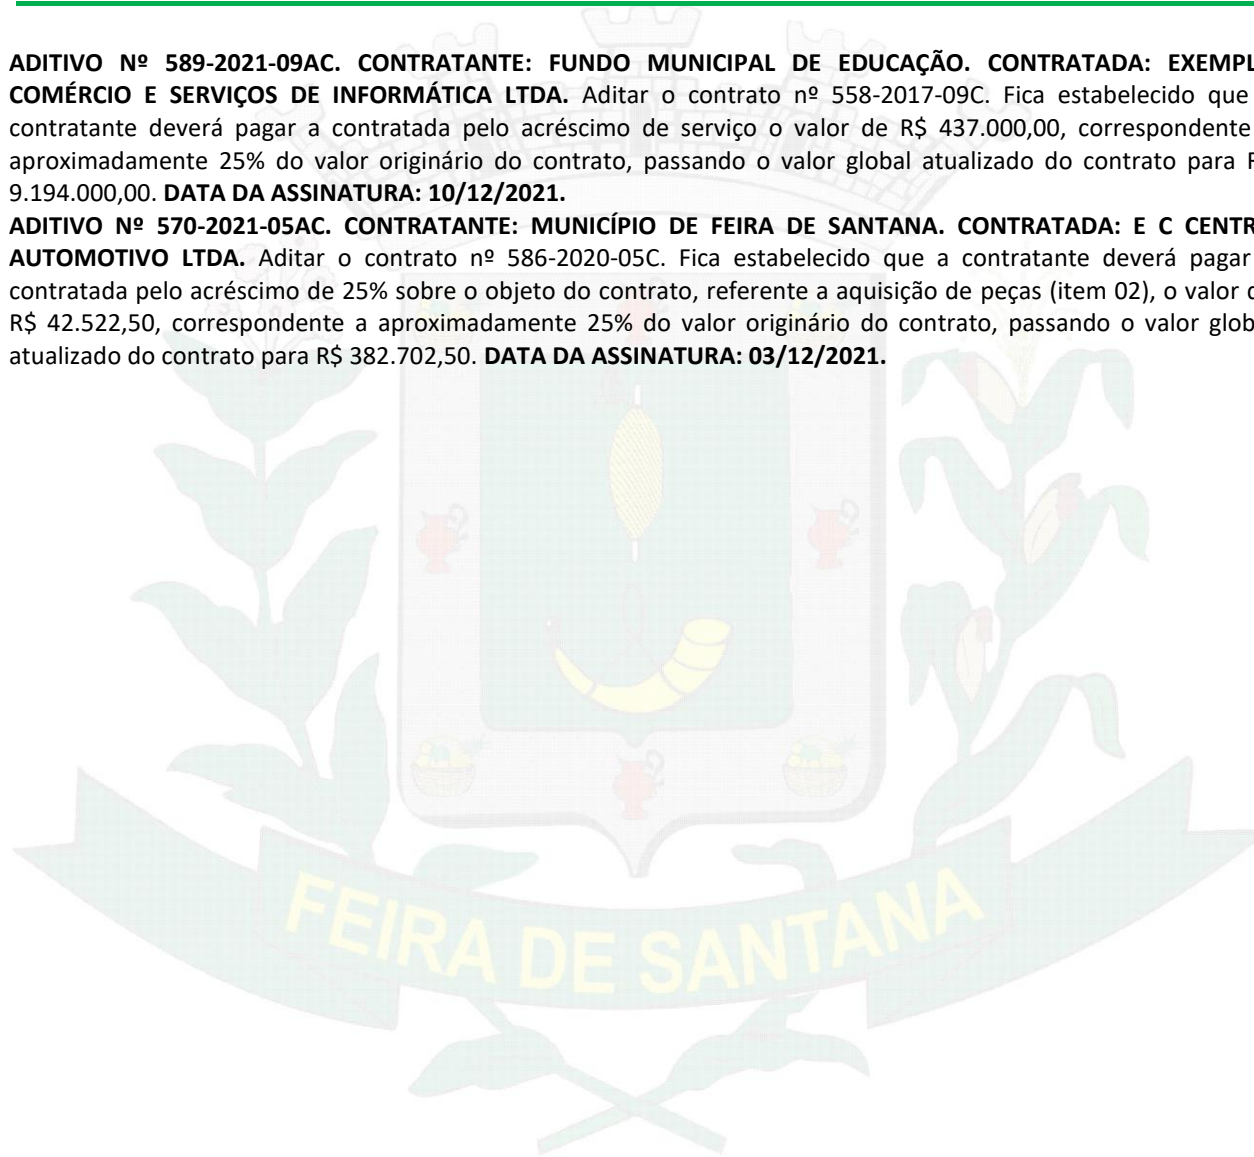 ADITIVO Nº 589-2021-09AC. CONTRATANTE: FUNDO MUNICIPAL DE EDUCAÇÃO. CONTRATADA: EXEMPL
COMÉRCIO E SERVIÇOS DE INFORMÁTICA LTDA. Aditar o contrato nº 558-2017-09C. Fica estabelecido que
contratante deverá pagar a contratada pelo acréscimo de serviço o valor de R$ 437.000,00, correspondente
aproximadamente 25% do valor originário do contrato, passando o valor global atualizado do contrato para
9.194.000,00. DATA DA ASSINATURA: 10/12/2021.
ADITIVO Nº 570-2021-05AC. CONTRATANTE: MUNICÍPIO DE FEIRA DE SANTANA. CONTRATADA: E C CENTR
AUTOMOTIVO LTDA. Aditar o contrato nº 586-2020-05C. Fica estabelecido que a contratante deverá pagar
contratada pelo acréscimo de 25% sobre o objeto do contrato, referente a aquisição de peças (item 02), o valor
R$ 42.522,50, correspondente a aproximadamente 25% do valor originário do contrato, passando o valor glob
atualizado do contrato para R$ 382.702,50. DATA DA ASSINATURA: 03/12/2021.
FEIRA DE SANTANA